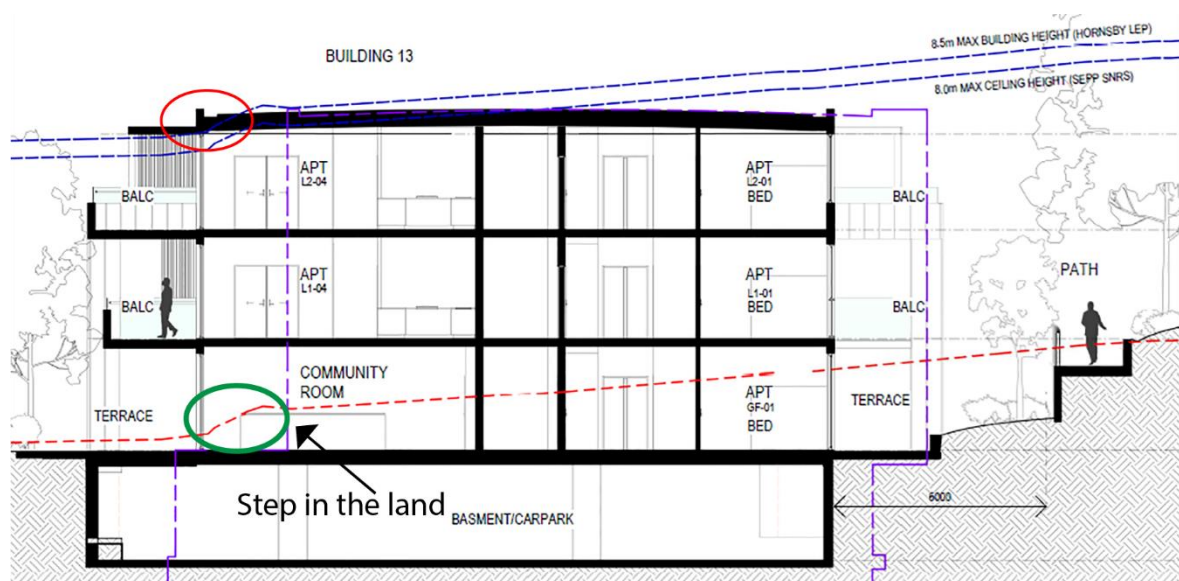 8.5m MAX BUILDING HEIGHT (HORNSBY LEP)
BUILDING 13
8.0m MAX CEILING HEIGHT (SEPP SNRS)
APT
L2-04
APT
L2-01
BED
BALC
BALC
PATH
APT
L1-04
APT
L1-01
BED
BALC
BALC
COMMUNITY
ROOM
APT
GF-01
BED
TERRACE
TERRACE
Step in the land
6000
BASMENT/CARPARK